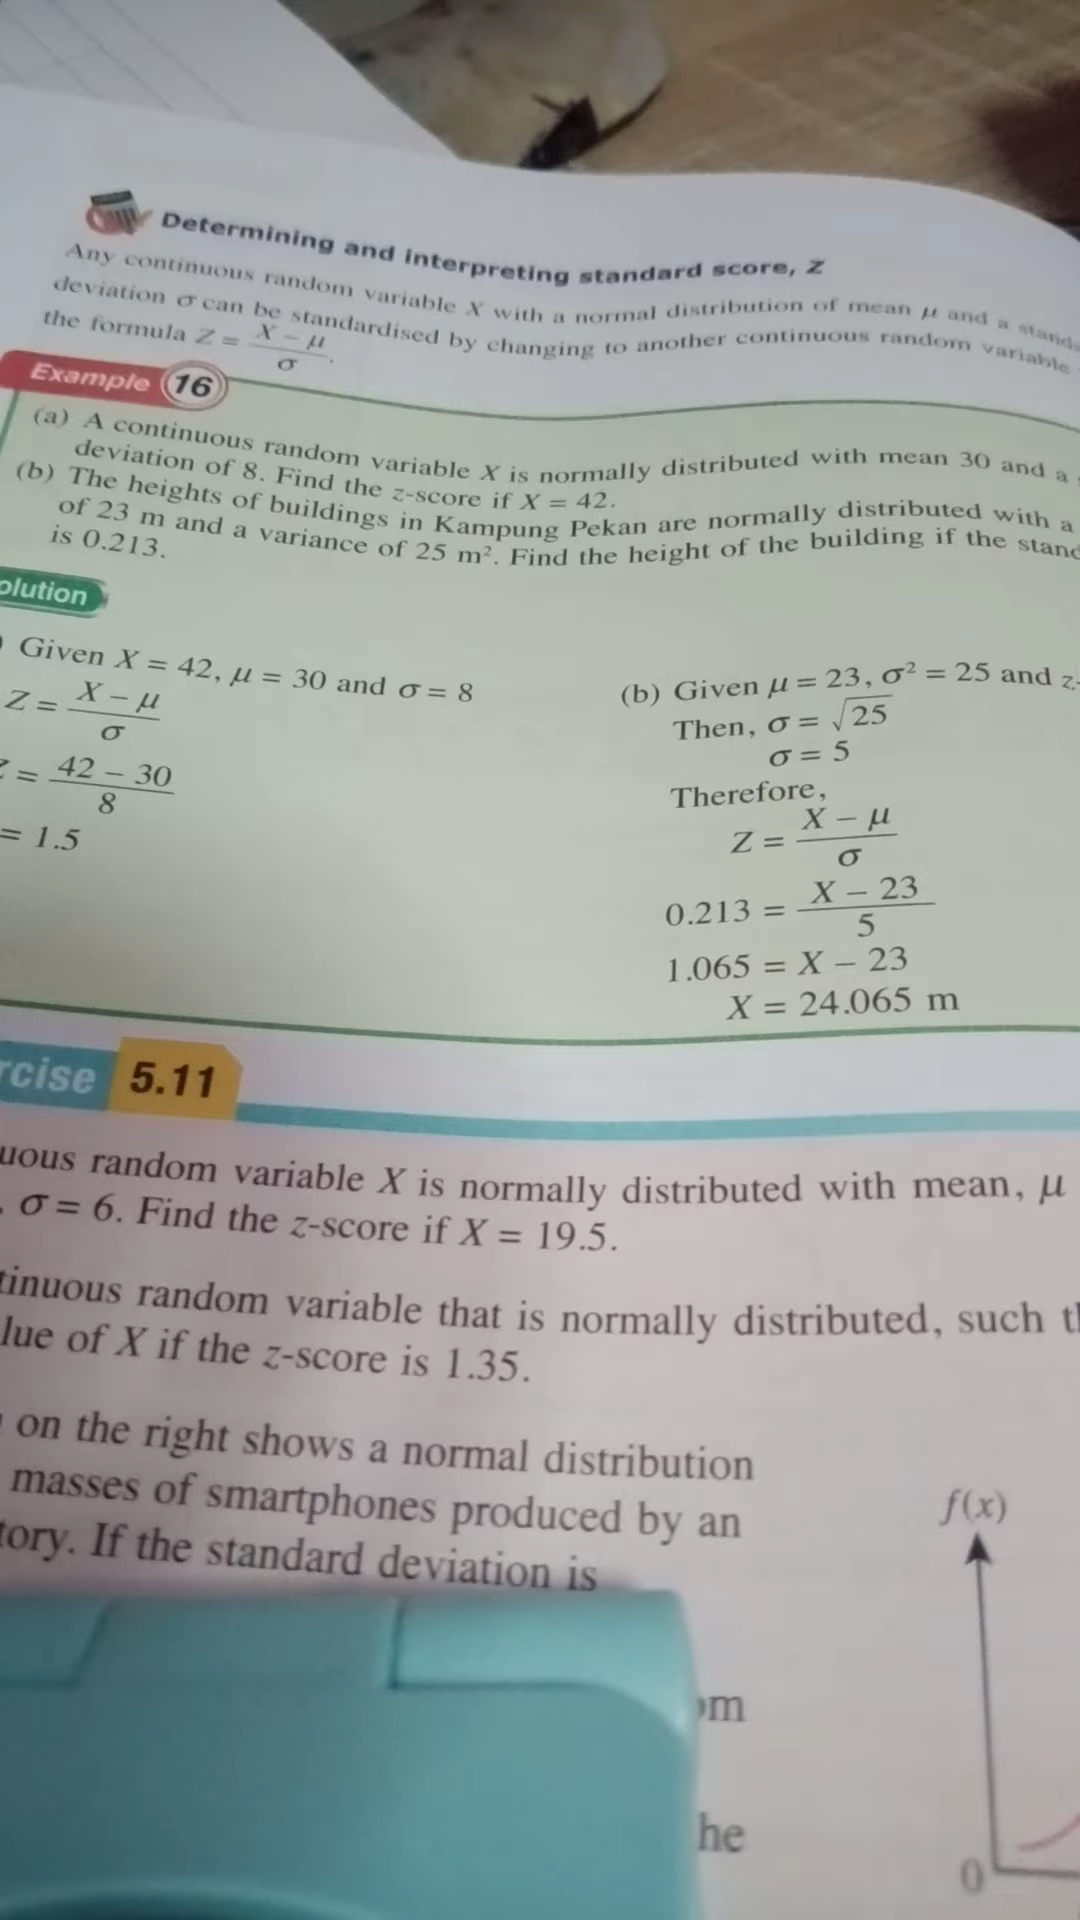 Determining and interpreting standard score, Z
Any continuous random variable X with a normal distribution of mean μ and a stand
deviation σ can be standardised by changing to another continuous random variable
the formula Z = X – μ / σ .
Example 16
(a) A continuous random variable X is normally distributed with mean 30 and a
deviation of 8. Find the z-score if X = 42.
(b) The heights of buildings in Kampung Pekan are normally distributed with a
of 23 m and a variance of 25 m². Find the height of the building if the stand
is 0.213.
olution
Given X = 42, μ = 30 and σ = 8
Z = X – μ / σ
= 42 – 30 / 8
= 1.5
(b) Given μ = 23, σ² = 25 and z-
Then, σ = √25
σ = 5
Therefore,
Z = X – μ / σ
0.213 = X – 23 / 5
1.065 = X – 23
X = 24.065 m
rcise 5.11
uous random variable X is normally distributed with mean, μ
σ = 6. Find the z-score if X = 19.5.
tinuous random variable that is normally distributed, such th
lue of X if the z-score is 1.35.
on the right shows a normal distribution
masses of smartphones produced by an
tory. If the standard deviation is
om
he
f(x)
0